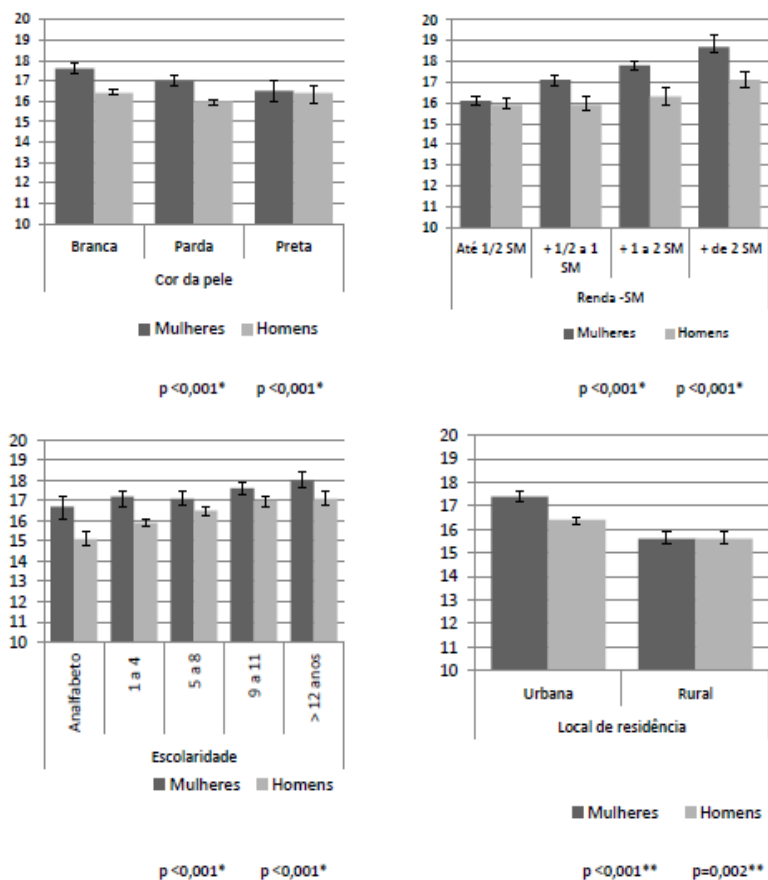 20
19
18
17
16
15
14
13
12
11
10
Branca Parda Preta
Cor da pele
Mulheres Homens
p <0,001* p <0,001*
20
19
18
17
16
15
14
13
12
11
10
Até 1/2 SM + 1/2 a 1 SM + 1 a 2 SM + de 2 SM
Renda -SM
Mulheres Homens
p <0,001* p <0,001*
20
19
18
17
16
15
14
13
12
11
10
Analfabeto 1 a 4 5 a 8 9 a 11 > 12 anos
Escolaridade
Mulheres Homens
p <0,001* p <0,001*
20
19
18
17
16
15
14
13
12
11
10
Urbana Rural
Local de residência
Mulheres Homens
p <0,001** p=0,002**